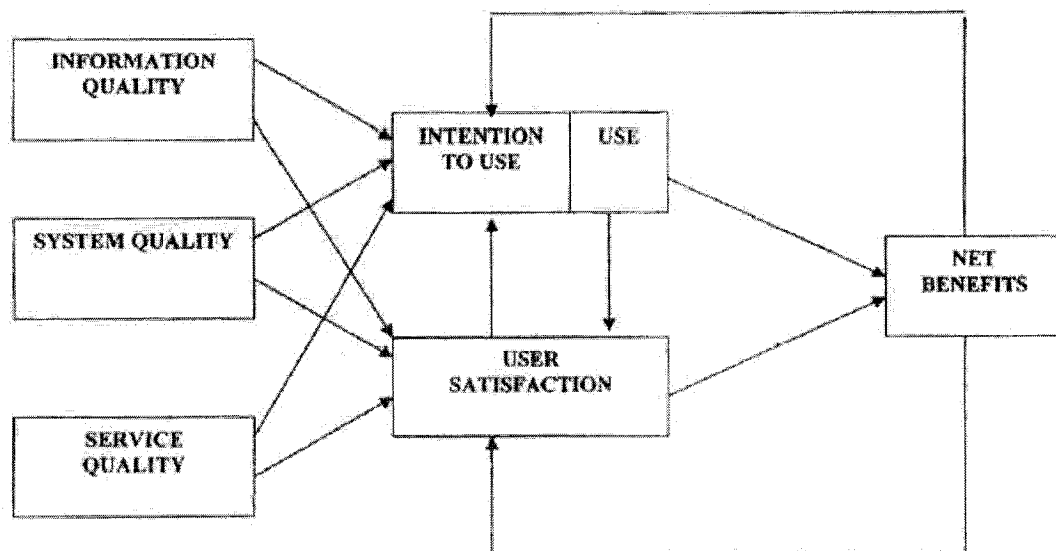 INFORMATION
QUALITY
INTENTION
TO USE
USE
SYSTEM QUALITY
NET
BENEFITS
USER
SATISFACTION
SERVICE
QUALITY